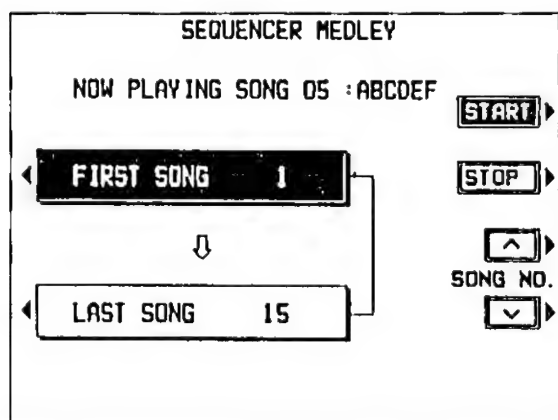 SEQUENCER MEDLEY
NOW PLAYING SONG 05 :ABCDEF
START
FIRST SONG 1
STOP
SONG NO.
LAST SONG 15